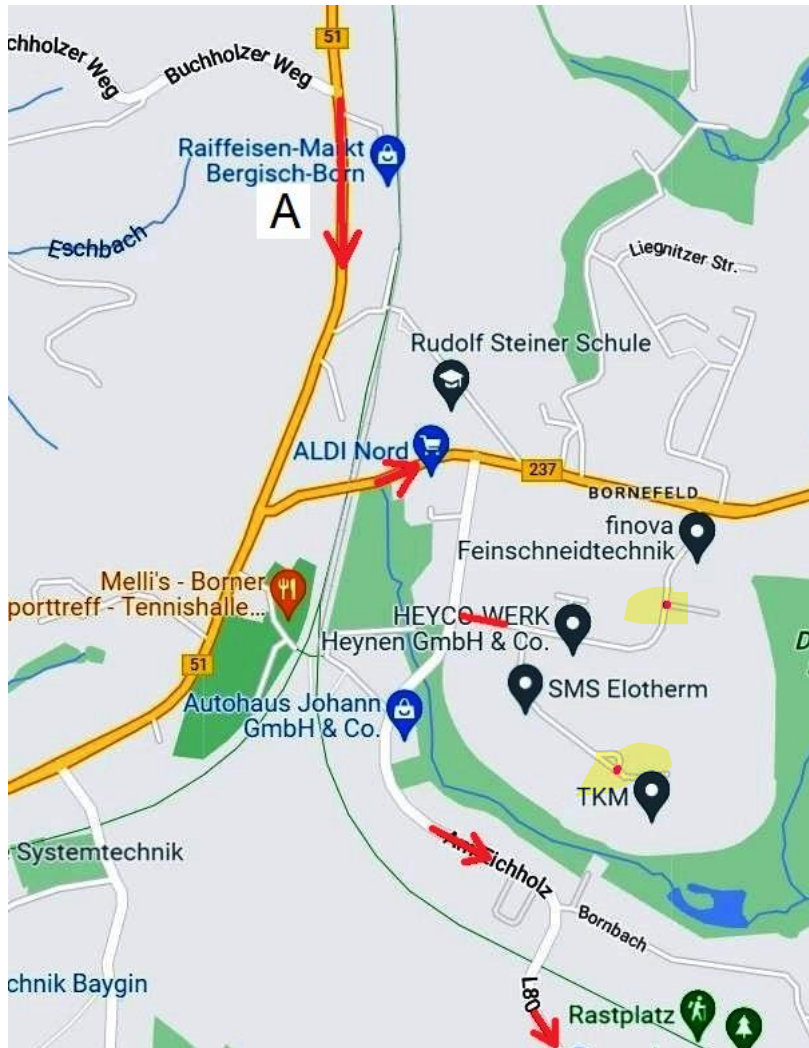 51
chholzer Weg
Buchholzer Weg
Raiffeisen-Markt
Bergisch-Born
A
Eschbach
Liegnitzer Str.
Rudolf Steiner Schule
ALDI Nord
237
BORNEFELD
finova
Feinschneidtechnik
Melli's - Borner
porttreff - Tennishalle...
HEYCO-WERK
Heynen GmbH & Co.
D
51
SMS Elotherm
Autohaus Johann
GmbH & Co.
TKM
Systemtechnik
Am Eichholz
Bornbach
chnik Baygin
L80
Rastplatz